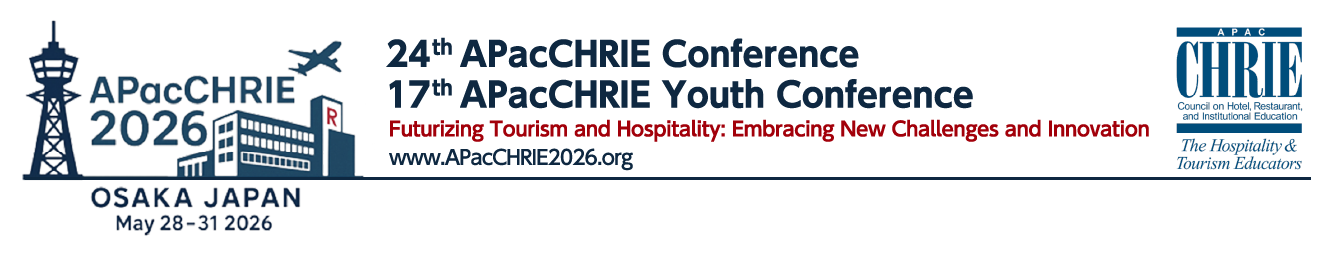 APacCHRIE
2026
R
OSAKA JAPAN
May 28-31 2026
24th APacCHRIE Conference
17th APacCHRIE Youth Conference
Futurizing Tourism and Hospitality: Embracing New Challenges and Innovation
www.APacCHRIE2026.org
APAC
CHRIE
Council on Hotel, Restaurant,
and Institutional Education
The Hospitality &
Tourism Educators